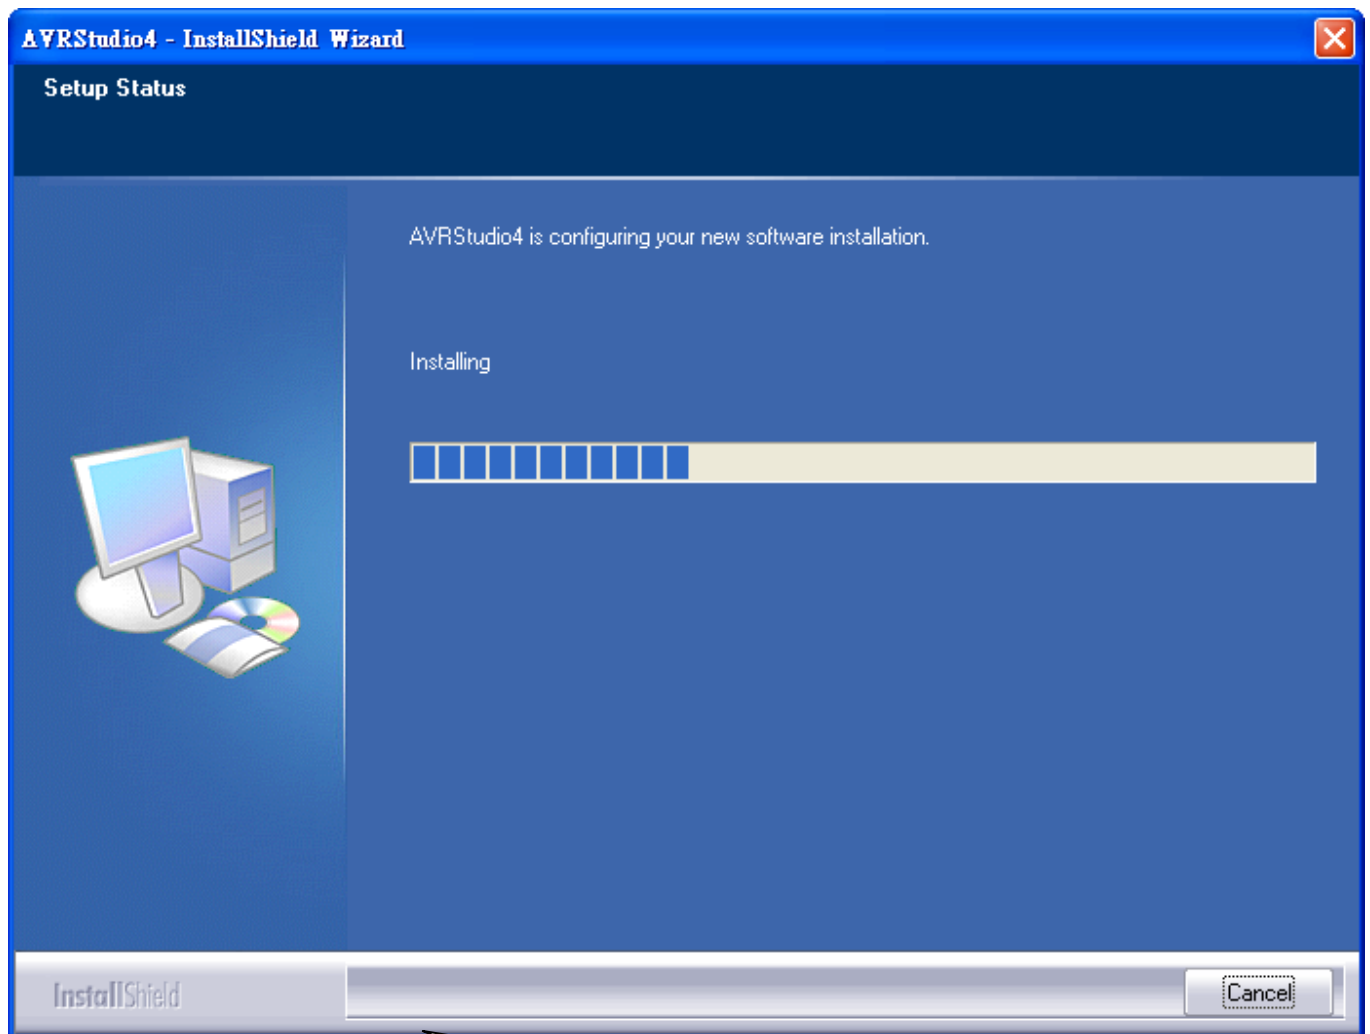 AVRStudio4 - InstallShield Wizard
Setup Status
AVRStudio4 is configuring your new software installation.
Installing
InstallShield
Cancel